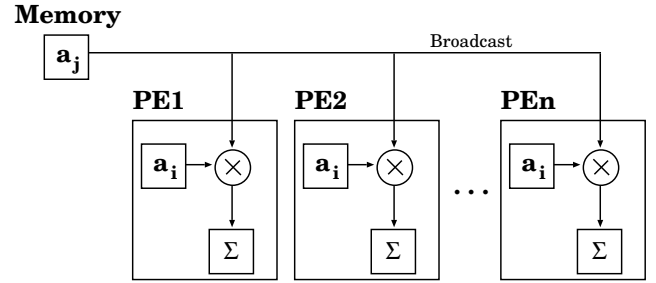 Memory
a_j
Broadcast
PE1 PE2 PEn
a_i × a_i × ... a_i ×
Σ Σ Σ